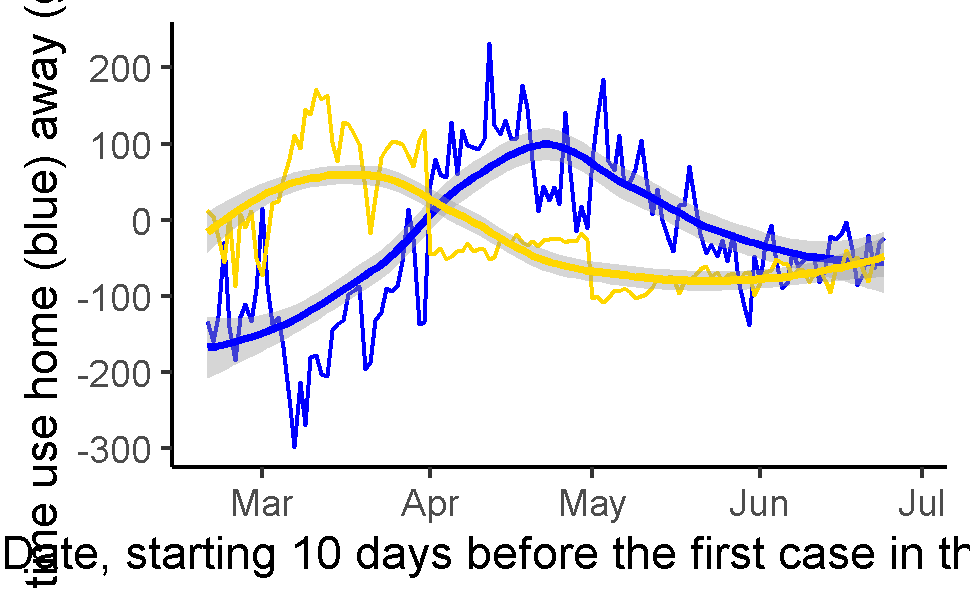 time use home (blue) away (
200
100
0
-100
-200
-300
Mar Apr May Jun Jul
Date, starting 10 days before the first case in th